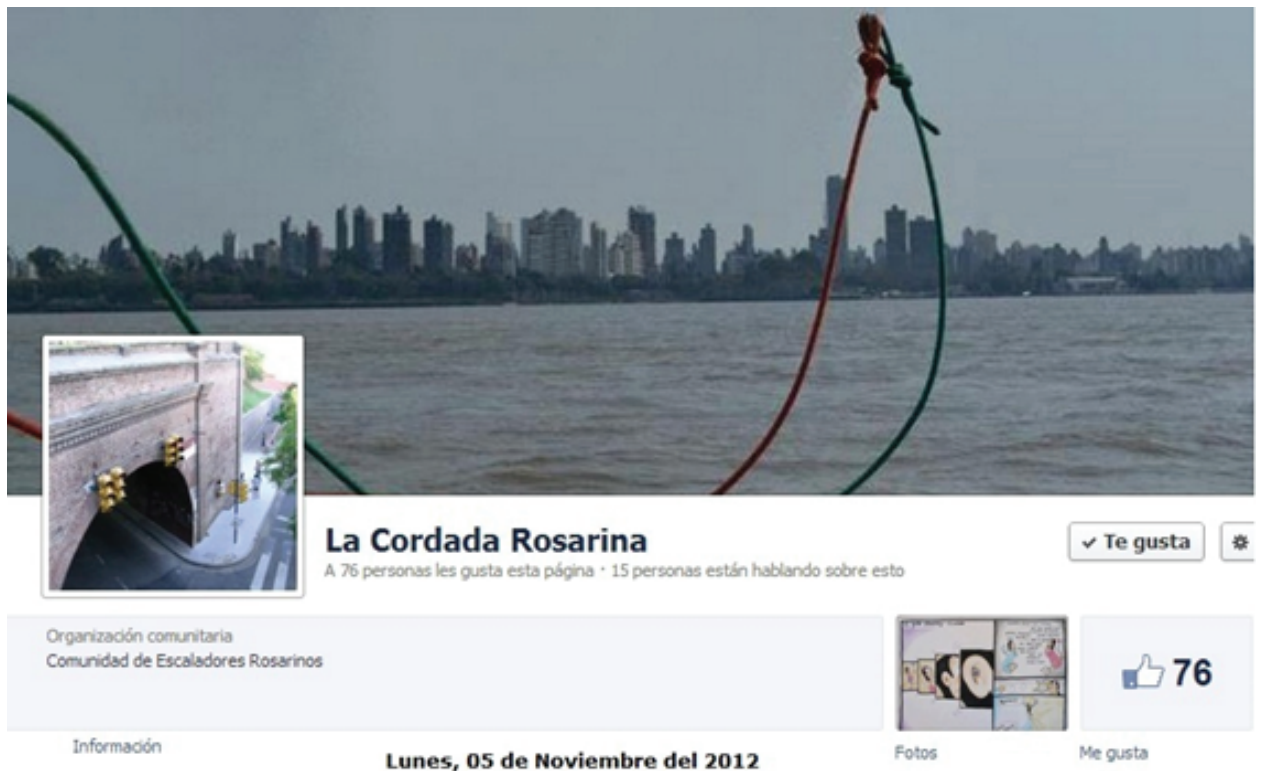 La Cordada Rosarina
A 76 personas les gusta esta página · 15 personas están hablando sobre esto
✓ Te gusta
Organización comunitaria
Comunidad de Escaladores Rosarinos
76
Información
Lunes, 05 de Noviembre del 2012
Fotos
Me gusta